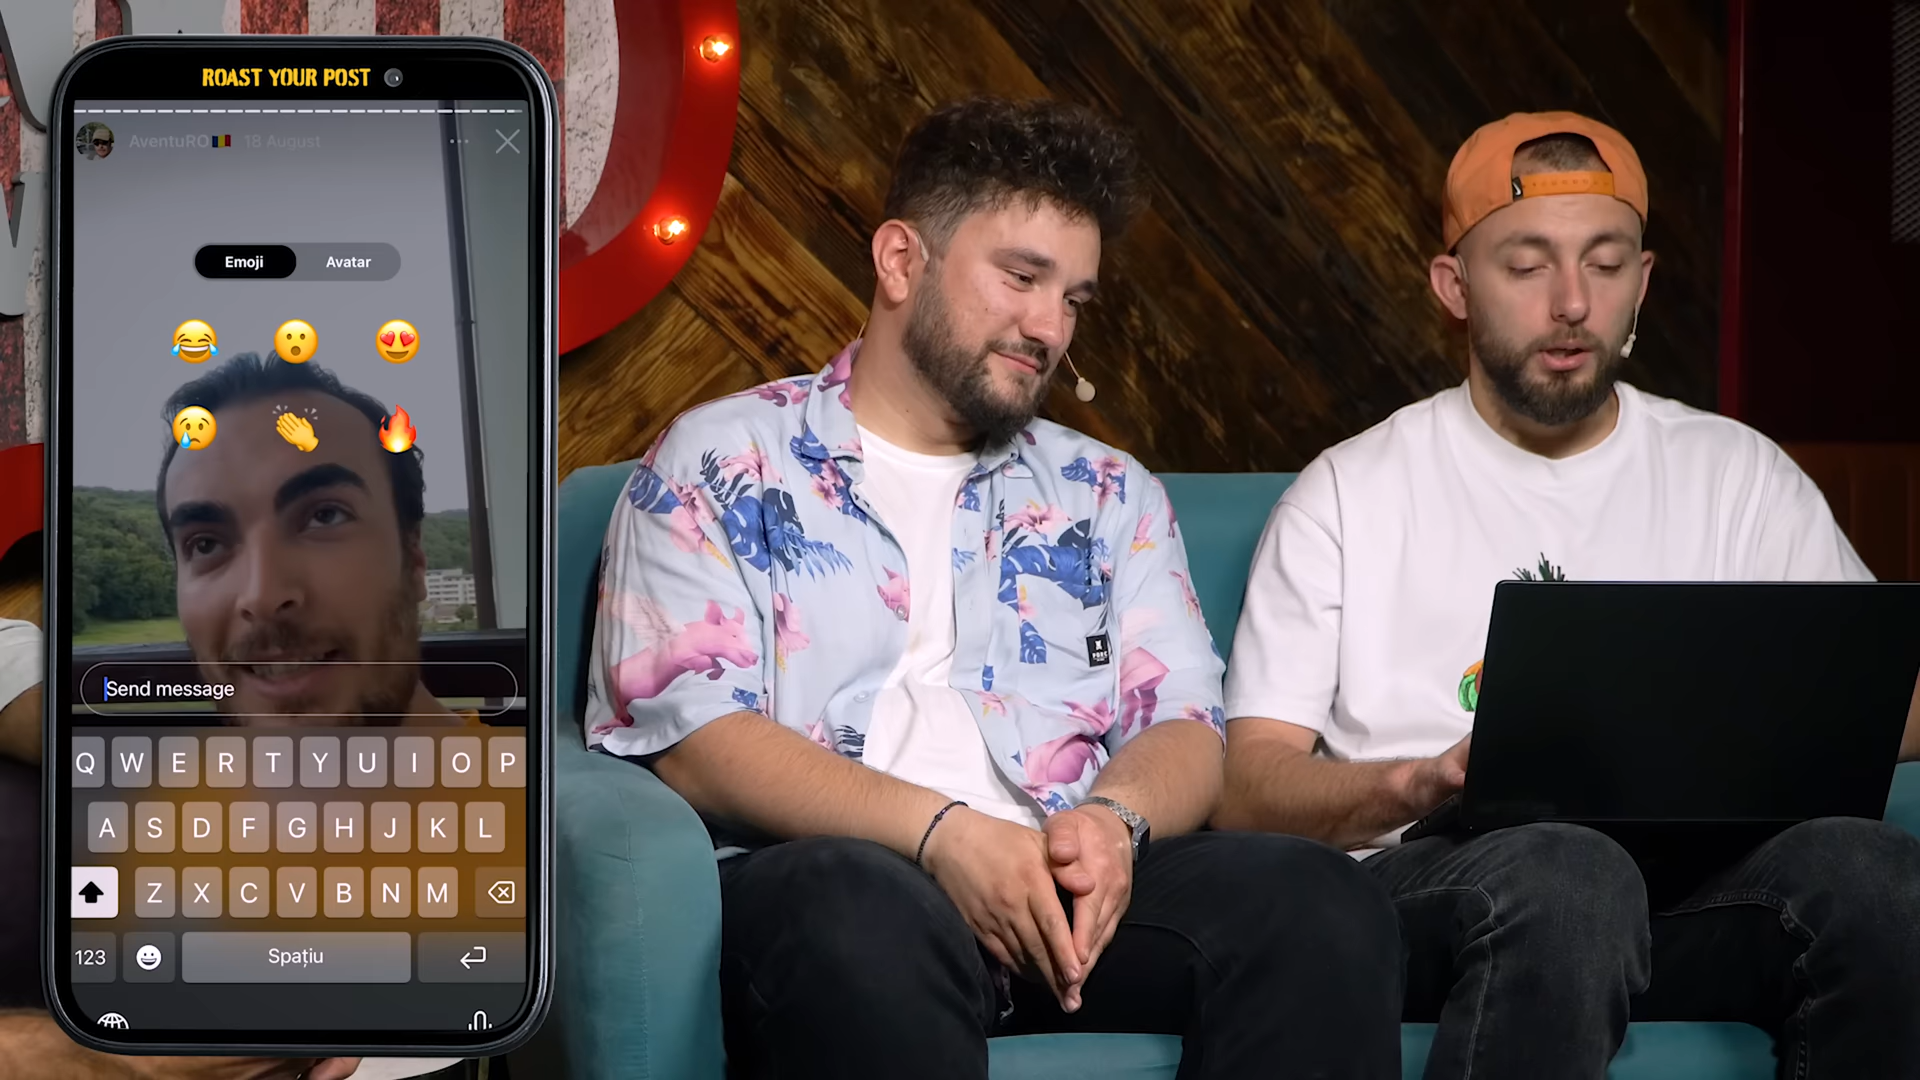 ROAST YOUR POST
AventuRO🇷🇴 18 August
Emoji Avatar
Send message
Q W E R T Y U I O P
A S D F G H J K L
Z X C V B N M
123 Spațiu